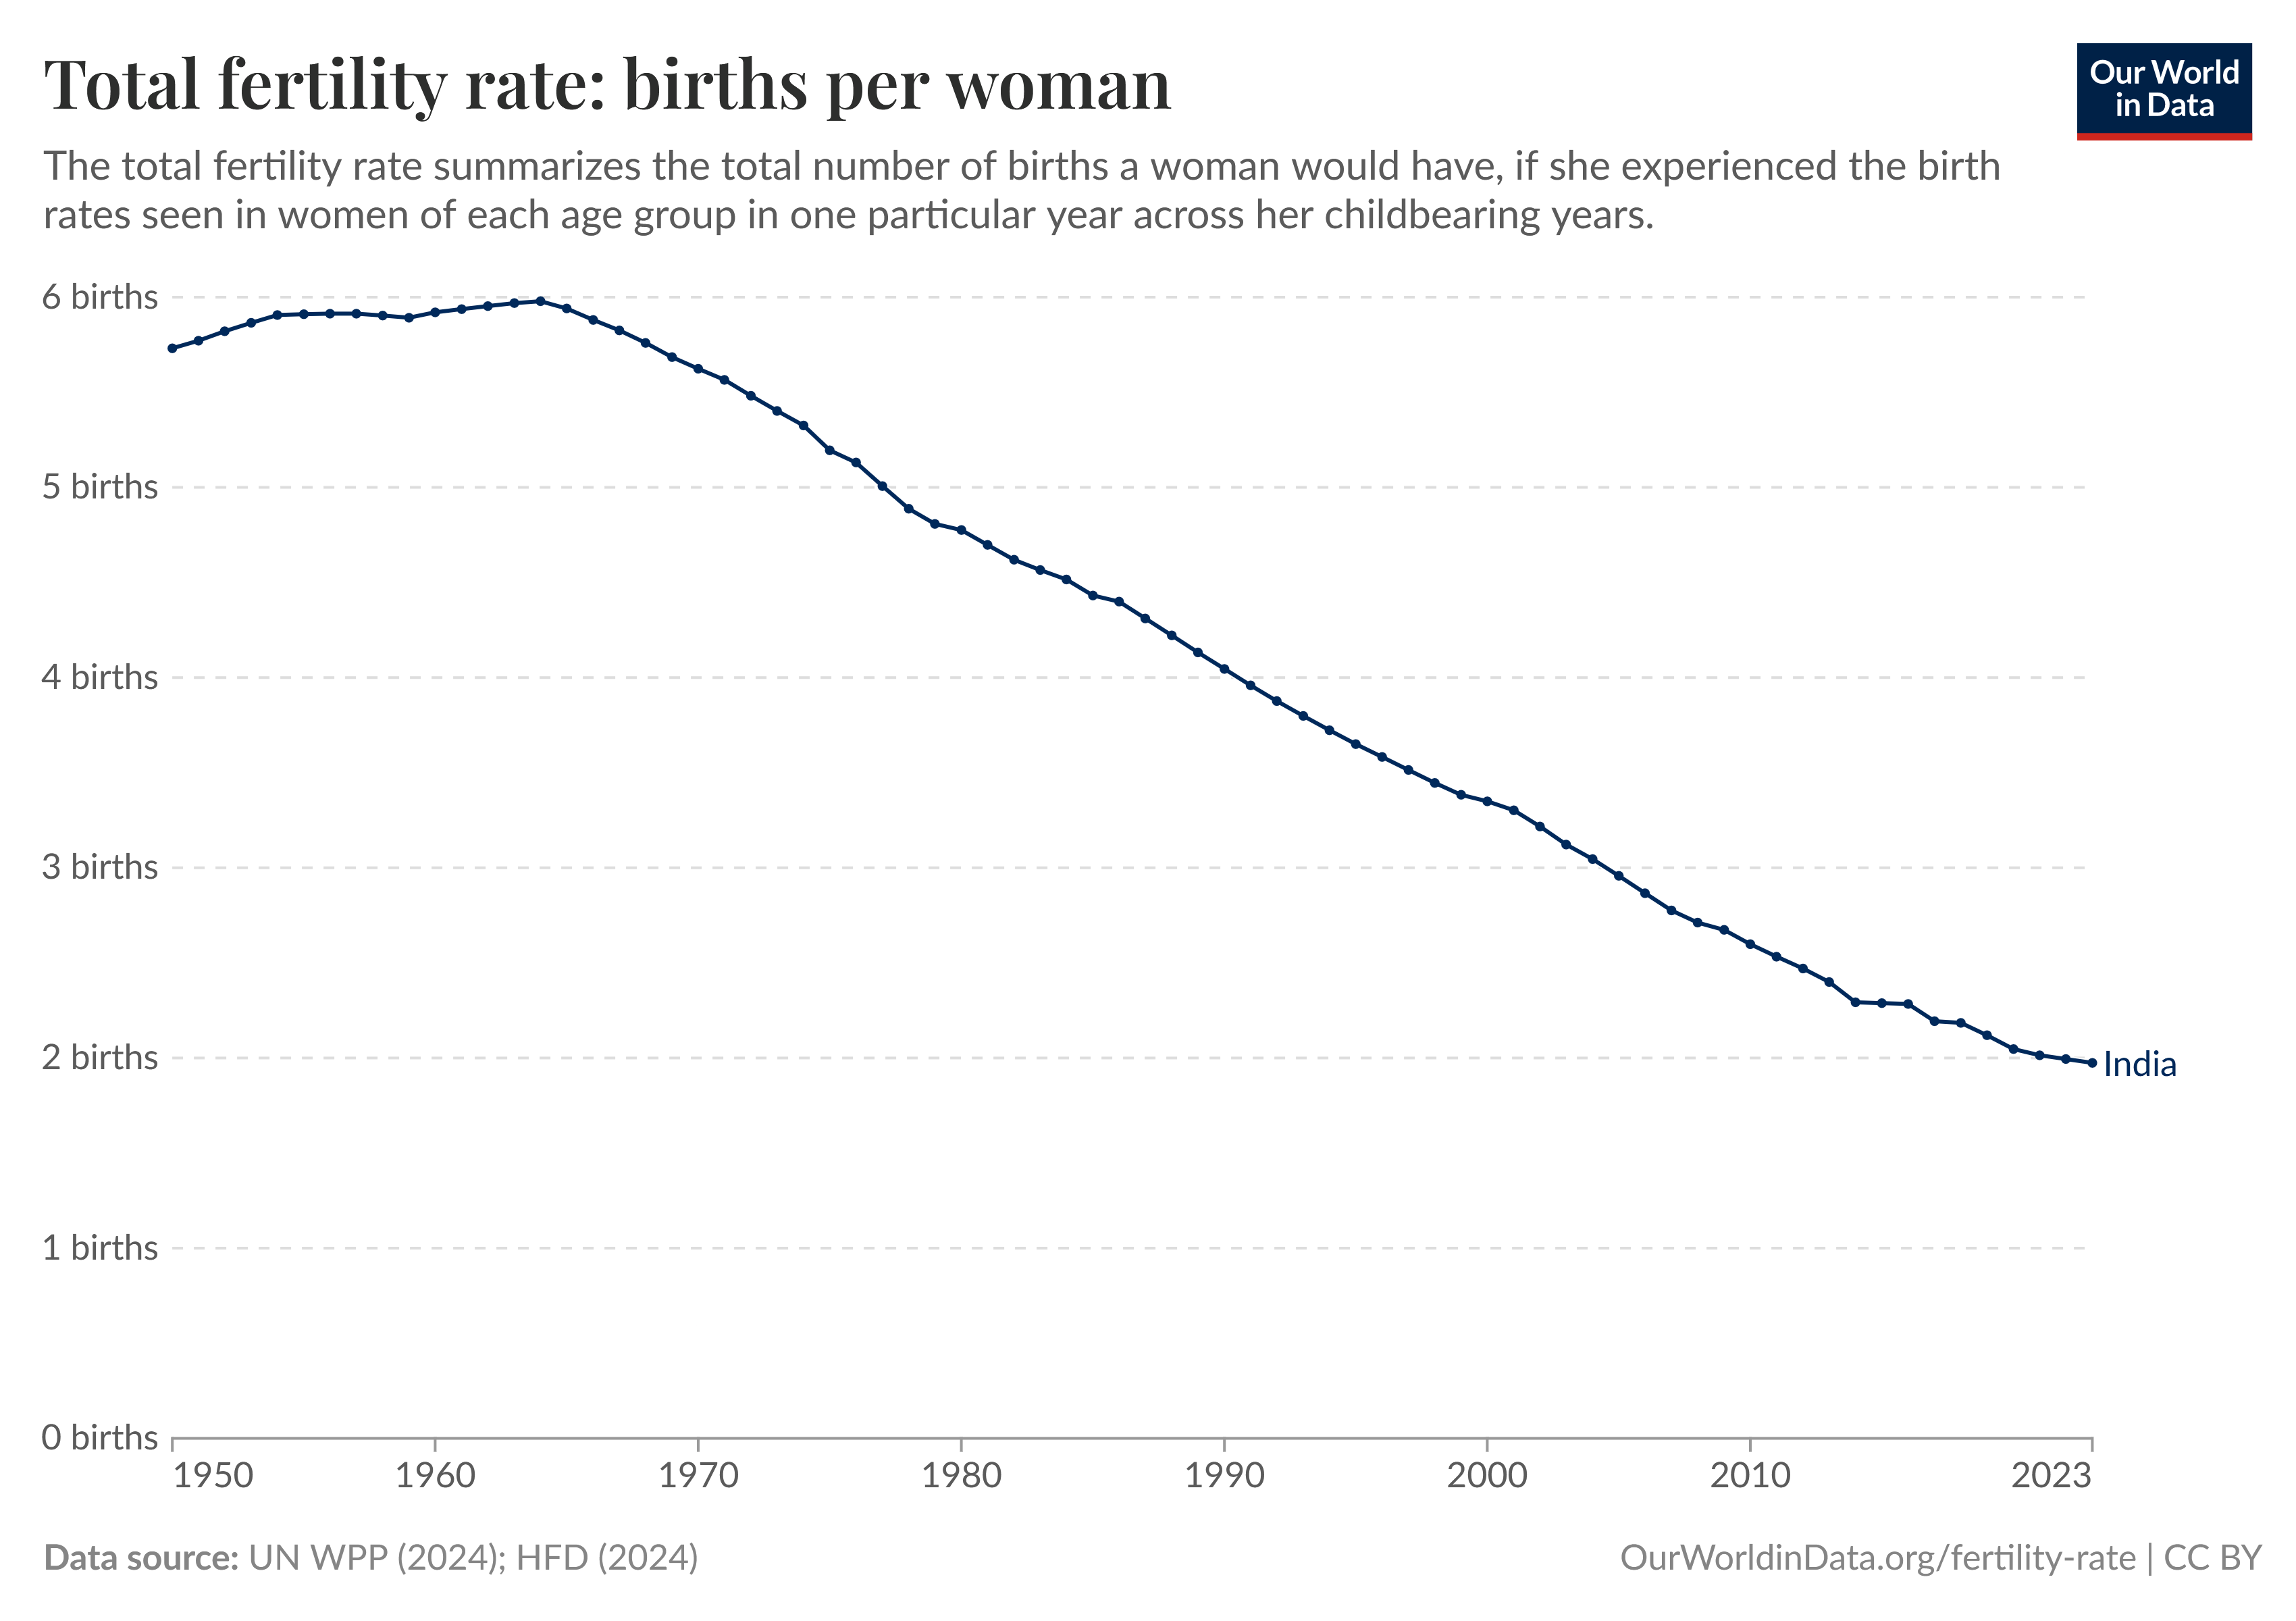 Total fertility rate: births per woman
Our World
in Data
The total fertility rate summarizes the total number of births a woman would have, if she experienced the birth
rates seen in women of each age group in one particular year across her childbearing years.
6 births
5 births
4 births
3 births
2 births
India
1 births
0 births
1950 1960 1970 1980 1990 2000 2010 2023
Data source: UN WPP (2024); HFD (2024)
OurWorldinData.org/fertility-rate | CC BY